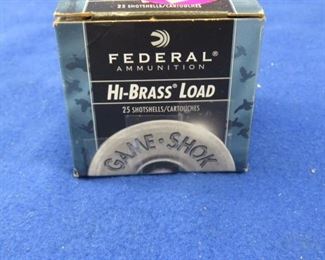 25 SHOTSHELLS/CARTOUCHES
FEDERAL®
AMMUNITION
HI-BRASS® LOAD
25 SHOTSHELLS/CARTOUCHES
GAME·SHOK